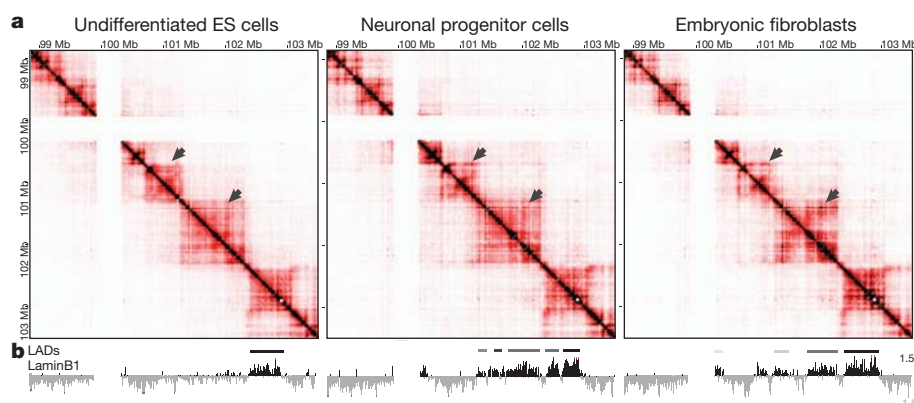 a
Undifferentiated ES cells
Neuronal progenitor cells
Embryonic fibroblasts
99 Mb 100 Mb 101 Mb 102 Mb 103 Mb
99 Mb 100 Mb 101 Mb 102 Mb 103 Mb
99 Mb 100 Mb 101 Mb 102 Mb 103 Mb
99 Mb
100 Mb
101 Mb
102 Mb
103 Mb
b
LADs
LaminB1
1.5